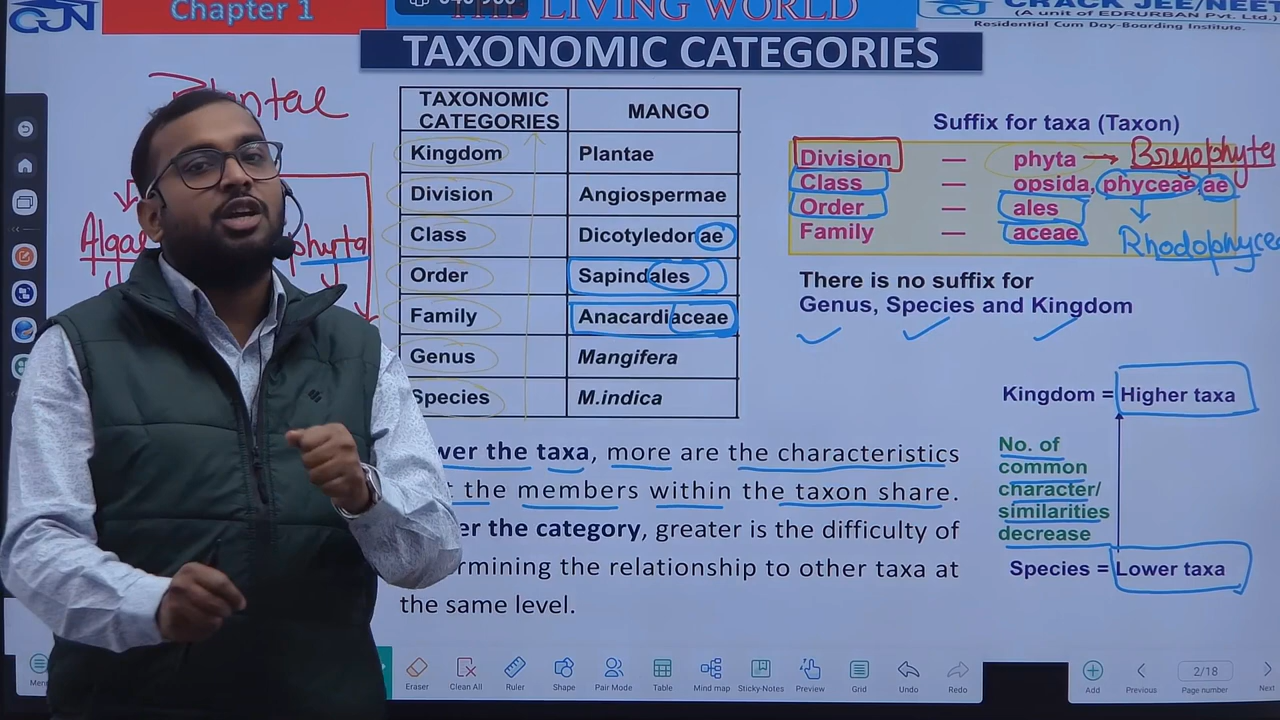 GJN
Chapter 1
THE LIVING WORLD
CRACK JEE/NEET
(A unit of EDRURBAN Pvt. Ltd.)
Residential Cum Day-Boarding Institute.
TAXONOMIC CATEGORIES
Plantae
Algae
phyta
TAXONOMIC CATEGORIES MANGO
Kingdom Plantae
Division Angiospermae
Class Dicotyledonae
Order Sapindales
Family Anacardiaceae
Genus Mangifera
Species M.indica
Suffix for taxa (Taxon)
Division — phyta → Bryophyta
Class — opsida, phyceae, ae
Order — ales
Family — aceae
Rhodophyce
There is no suffix for
Genus, Species and Kingdom
Kingdom = Higher taxa
No. of
common
character/
similarities
decrease
Species = Lower taxa
wer the taxa, more are the characteristics
the members within the taxon share.
er the category, greater is the difficulty of
rmining the relationship to other taxa at
the same level.
Men
Eraser Clean All Ruler Shape Pair Mode Table Mind map Sticky-Notes Preview Grid Undo Redo
Add Previous 2/18 Page number Next